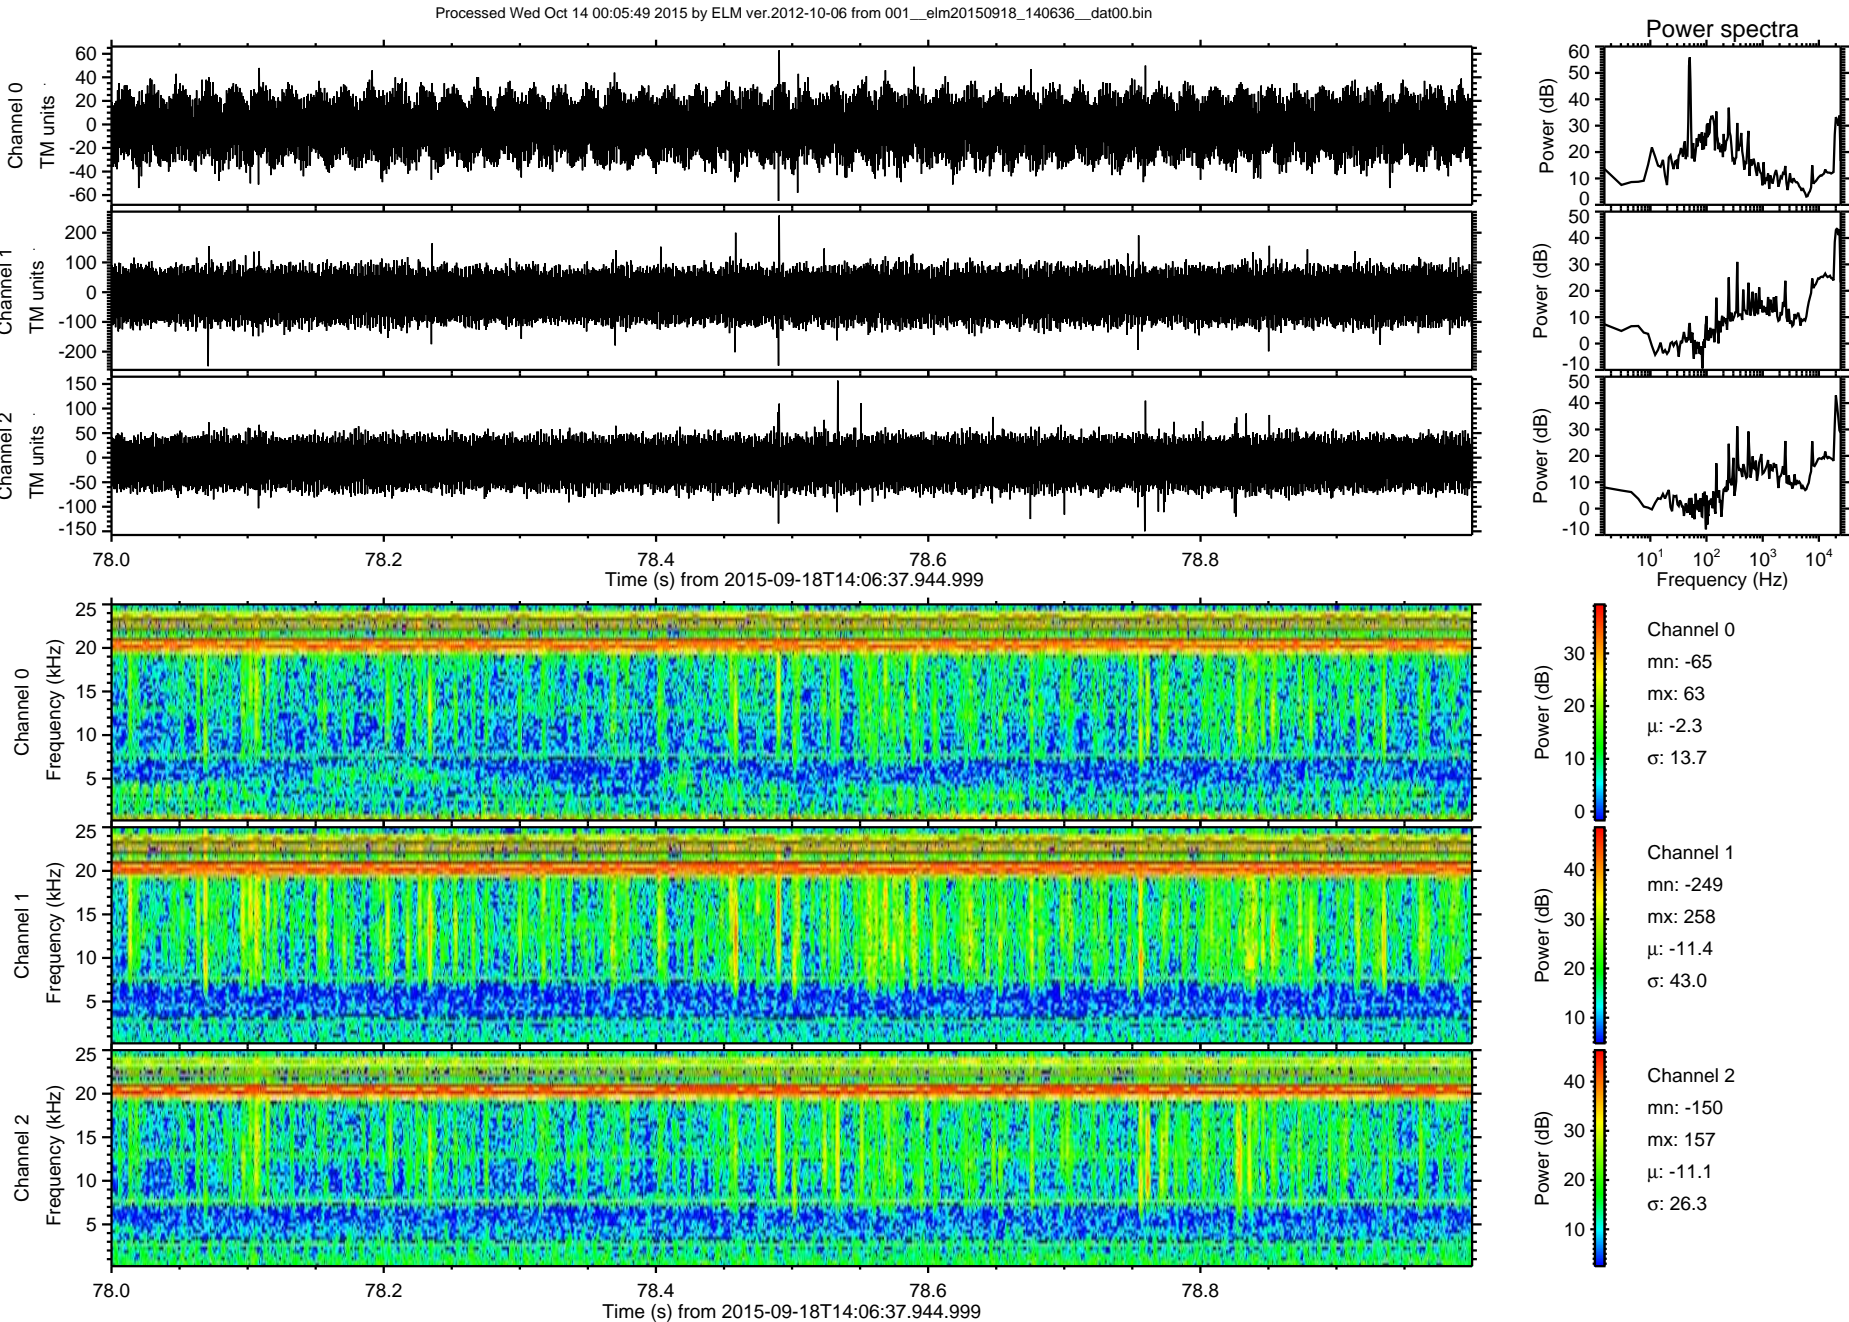 Processed Wed Oct 14 00:05:49 2015 by ELM ver.2012-10-06 from 001__elm20150918_140636__dat00.bin
Power spectra
Channel 0
TM units
60
40
20
0
-20
-40
-60
Power (dB)
60
50
40
30
20
10
0
Channel 1
TM units
200
100
0
-100
-200
Power (dB)
50
40
30
20
10
0
-10
Channel 2
TM units
150
100
50
0
-50
-100
-150
Power (dB)
50
40
30
20
10
0
-10
78.0 78.2 78.4 78.6 78.8
Time (s) from 2015-09-18T14:06:37.944.999
10^1 10^2 10^3 10^4
Frequency (Hz)
Channel 0
Frequency (kHz)
25
20
15
10
5
Power (dB)
30
20
10
0
Channel 0
mn: -65
mx: 63
μ: -2.3
σ: 13.7
Channel 1
Frequency (kHz)
25
20
15
10
5
Power (dB)
40
30
20
10
Channel 1
mn: -249
mx: 258
μ: -11.4
σ: 43.0
Channel 2
Frequency (kHz)
25
20
15
10
5
Power (dB)
40
30
20
10
Channel 2
mn: -150
mx: 157
μ: -11.1
σ: 26.3
78.0 78.2 78.4 78.6 78.8
Time (s) from 2015-09-18T14:06:37.944.999